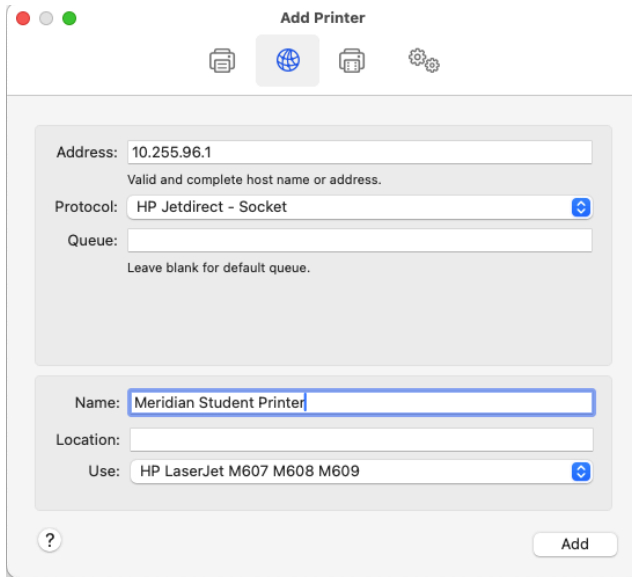 Add Printer
Address: 10.255.96.1
Valid and complete host name or address.
Protocol: HP Jetdirect - Socket
Queue:
Leave blank for default queue.
Name: Meridian Student Printer
Location:
Use: HP LaserJet M607 M608 M609
? Add